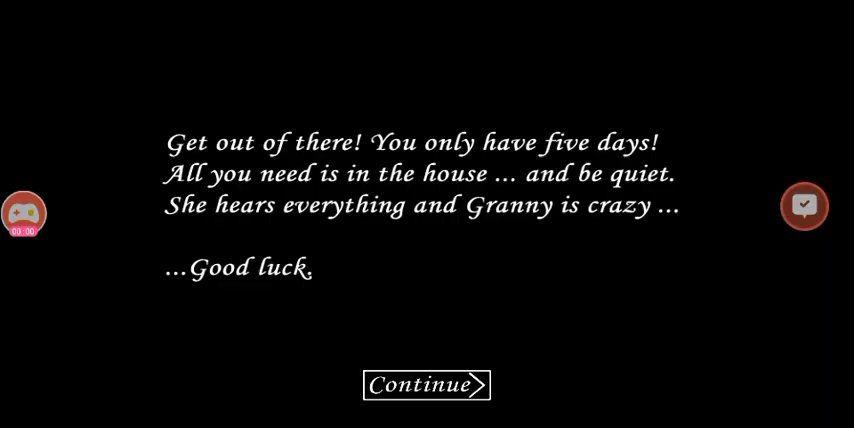 Get out of there! You only have five days!
All you need is in the house ... and be quiet.
She hears everything and Granny is crazy ...
...Good luck.
00:00
Continue